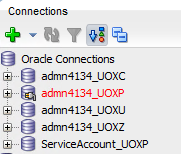 Connections
Oracle Connections
admn4134_UOXC
admn4134_UOXP
admn4134_UOXU
admn4134_UOXZ
ServiceAccount_UOXP